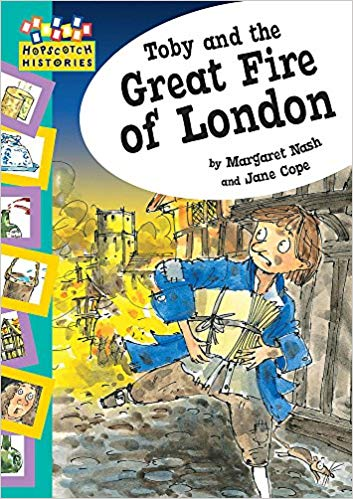 HOPSCOTCH
HISTORIES
Toby and the
Great Fire
of London
by Margaret Nash
and Jane Cope